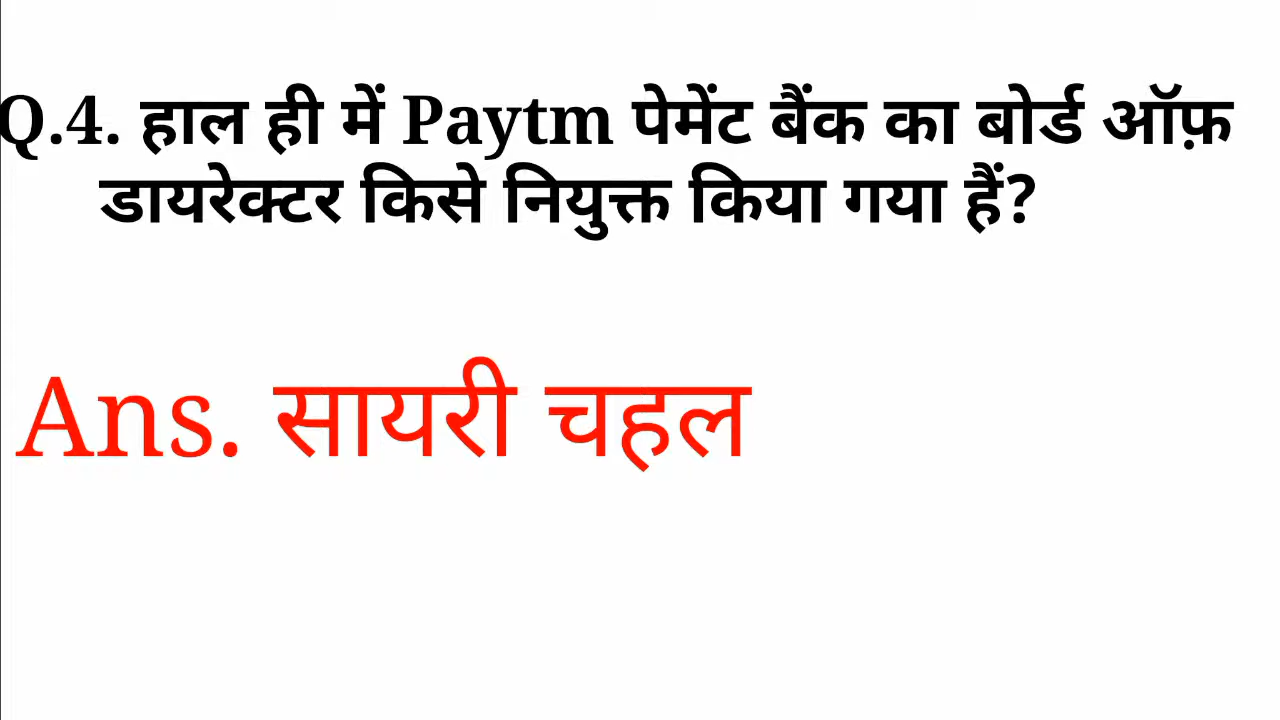 Q.4. हाल ही में Paytm पेमेंट बैंक का बोर्ड ऑफ़
डायरेक्टर किसे नियुक्त किया गया हैं?
Ans. सायरी चहल